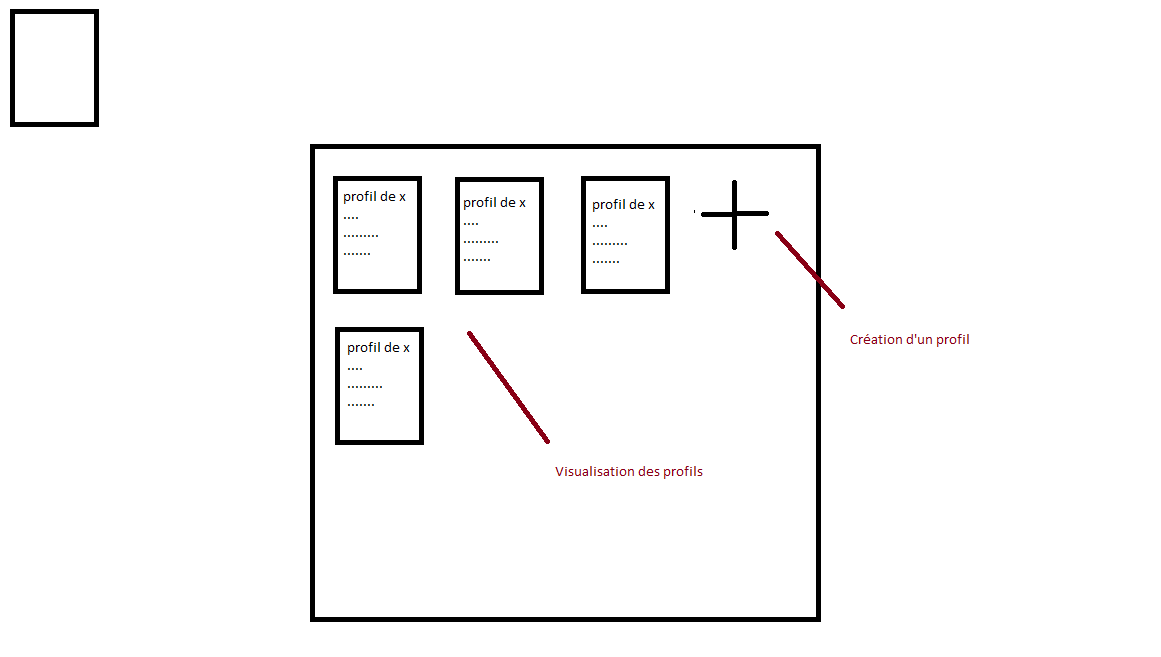 profil de x
....
.........
.......
profil de x
....
.........
.......
profil de x
....
.........
.......
Création d'un profil
profil de x
....
.........
.......
Visualisation des profils